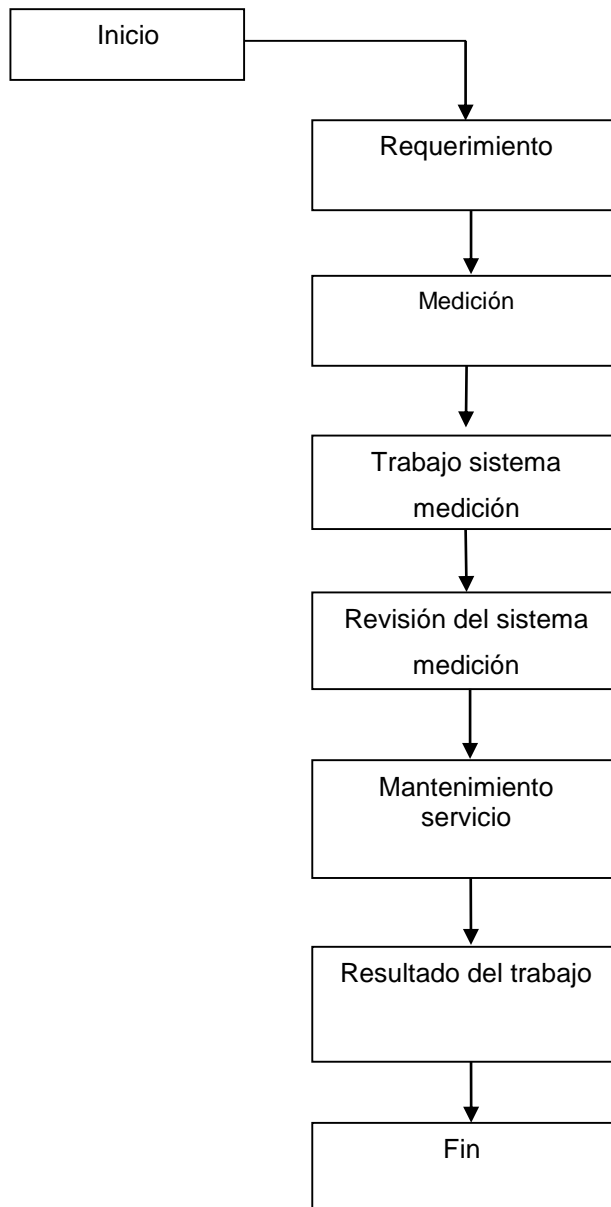 Inicio
Requerimiento
Medición
Trabajo sistema
medición
Revisión del sistema
medición
Mantenimiento
servicio
Resultado del trabajo
Fin